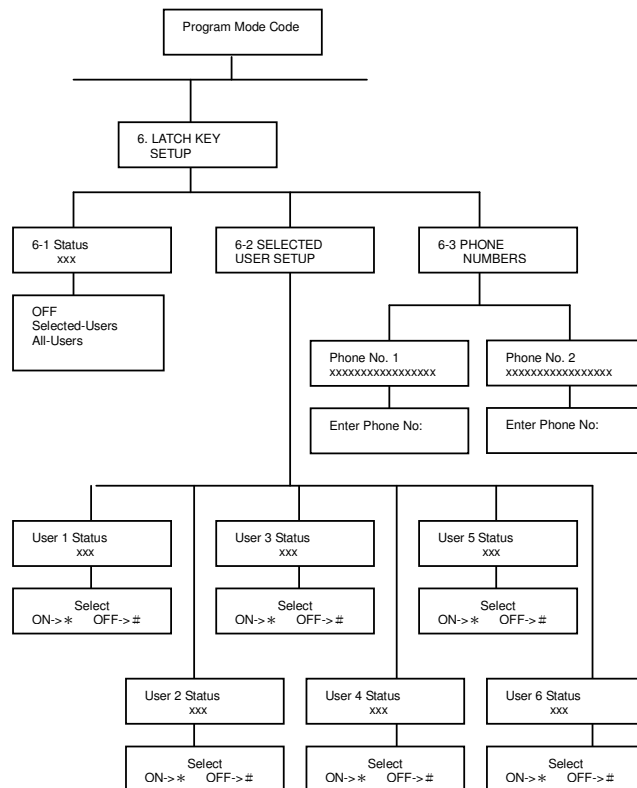 Program Mode Code
6. LATCH KEY
SETUP
6-1 Status
xxx
6-2 SELECTED
USER SETUP
6-3 PHONE
NUMBERS
OFF
Selected-Users
All-Users
Phone No. 1
xxxxxxxxxxxxxxxxx
Phone No. 2
xxxxxxxxxxxxxxxxx
Enter Phone No:
Enter Phone No:
User 1 Status
xxx
User 3 Status
xxx
User 5 Status
xxx
Select
ON->* OFF->#
Select
ON->* OFF->#
Select
ON->* OFF->#
User 2 Status
xxx
User 4 Status
xxx
User 6 Status
xxx
Select
ON->* OFF->#
Select
ON->* OFF->#
Select
ON->* OFF->#